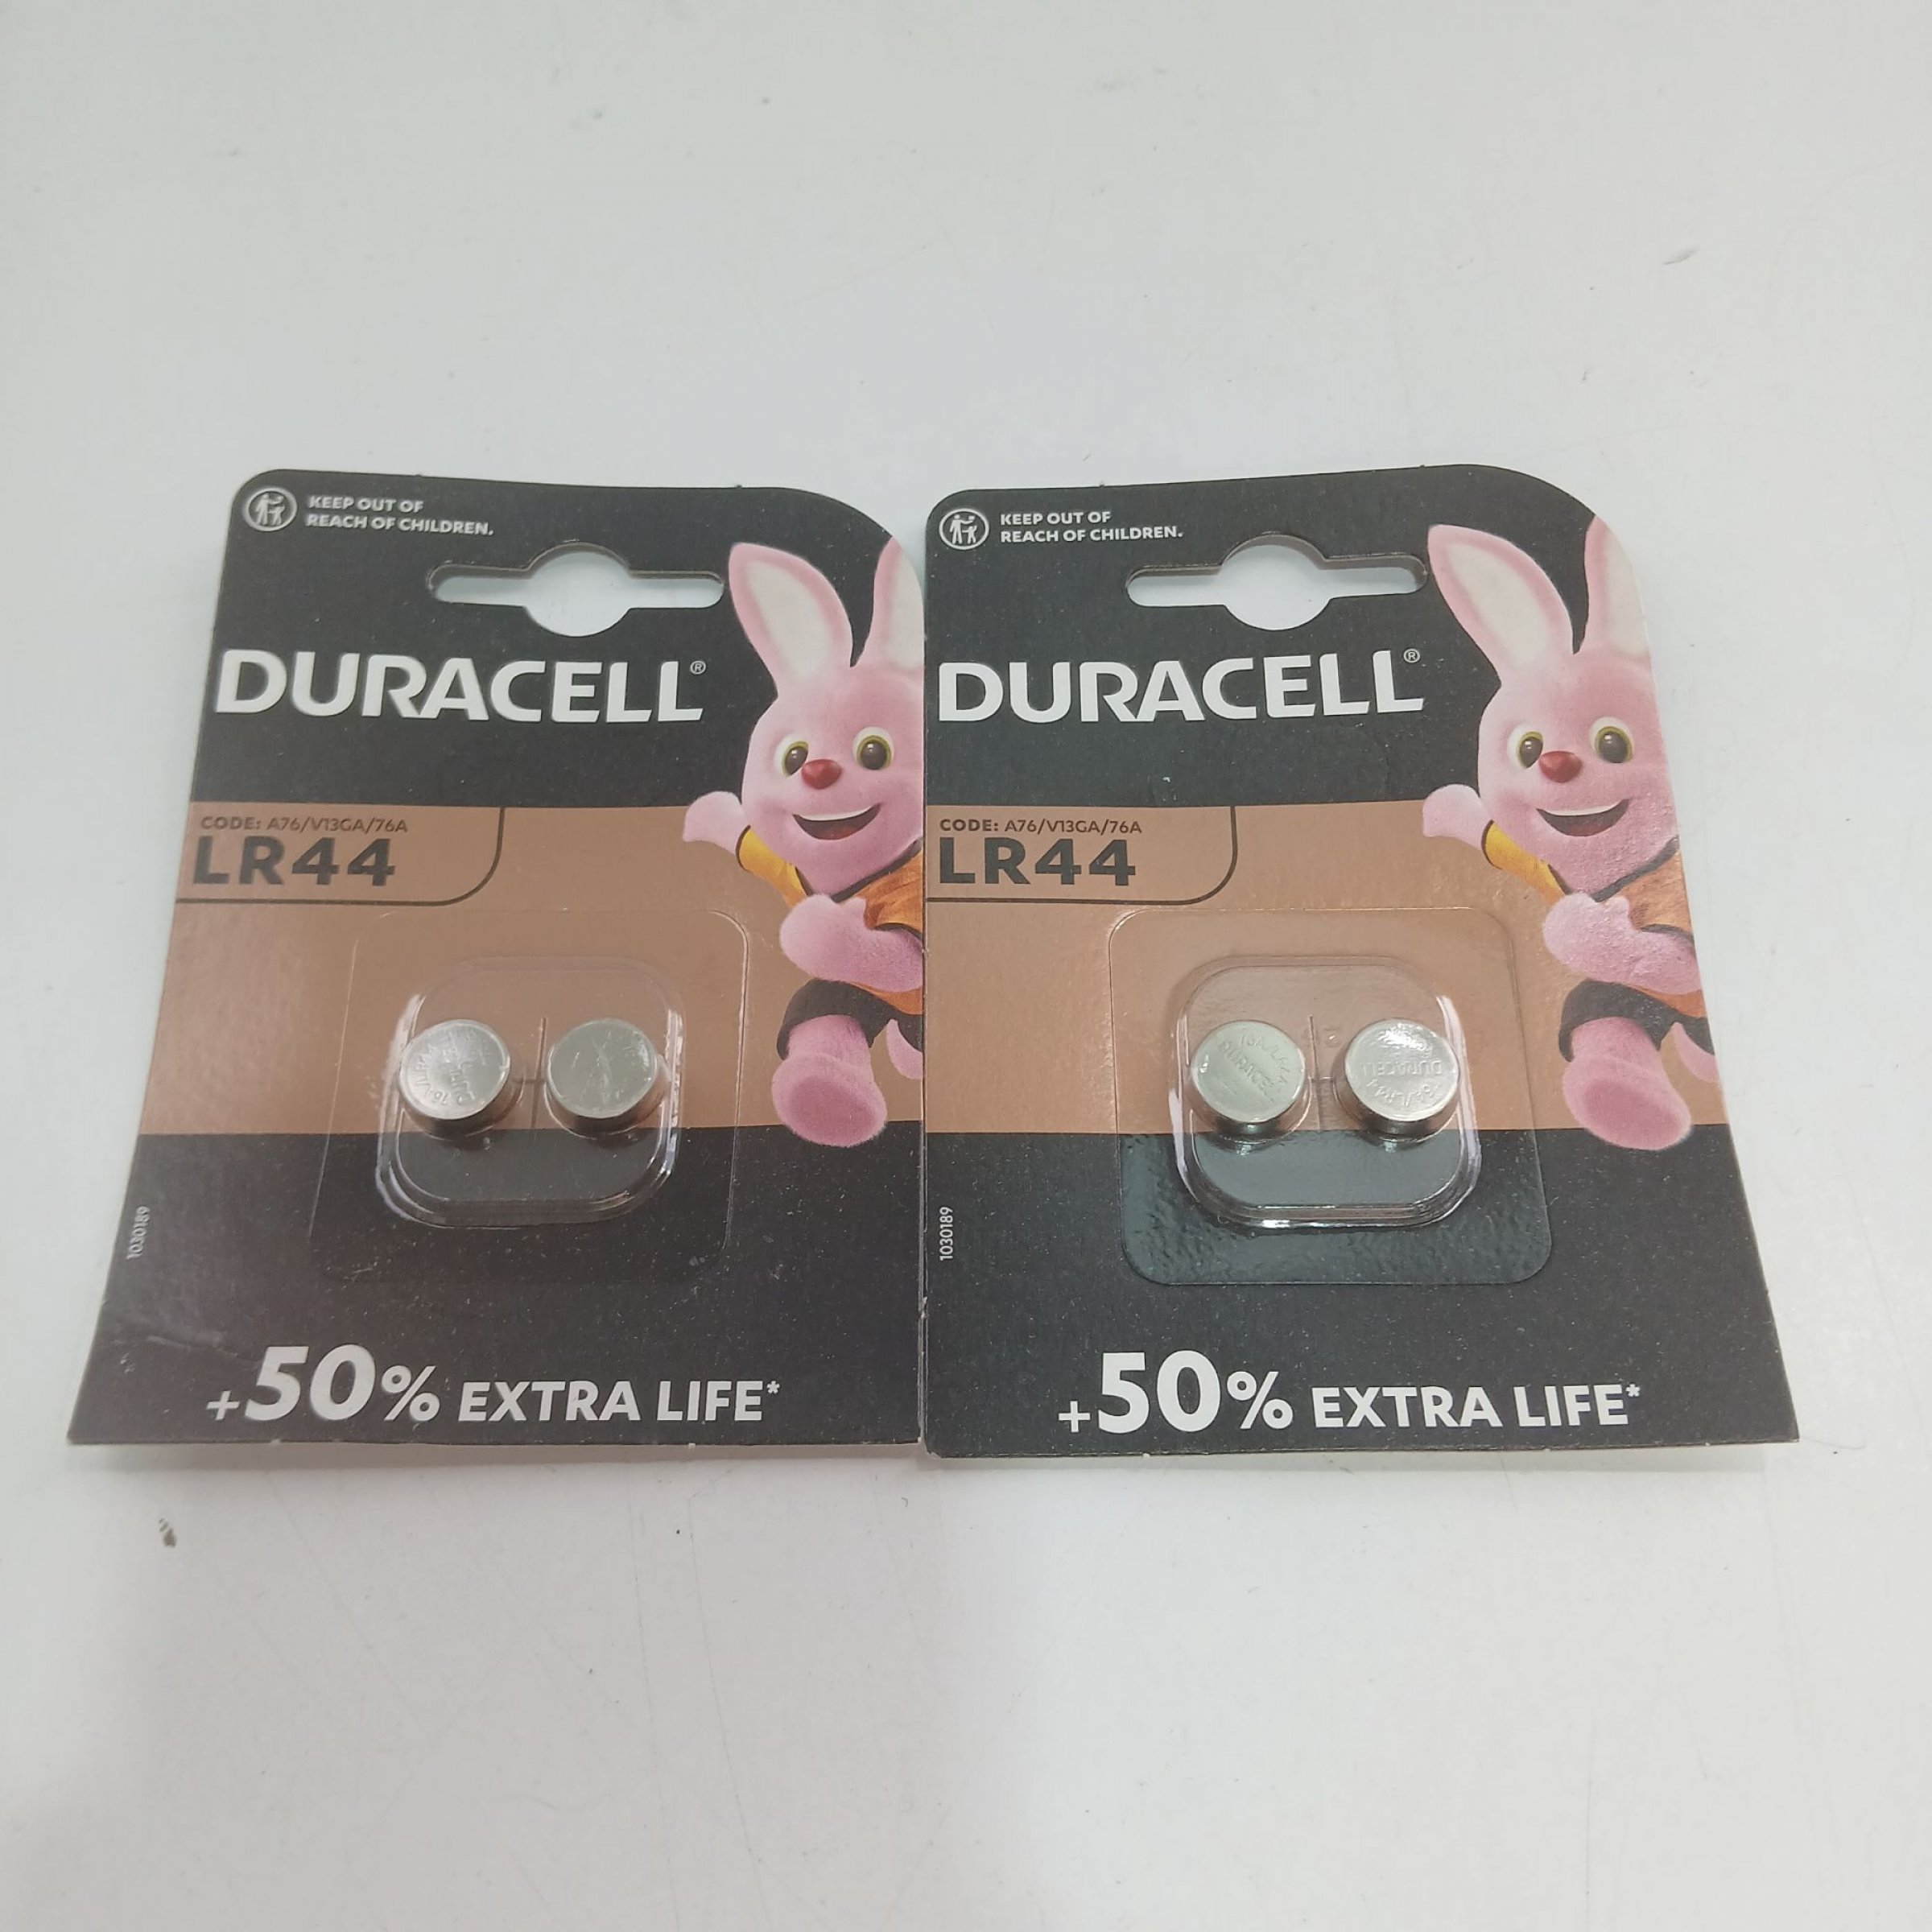 KEEP OUT OF
REACH OF CHILDREN.
DURACELL®
CODE: A76/V13GA/76A
LR44
1030189
+50% EXTRA LIFE*
KEEP OUT OF
REACH OF CHILDREN.
DURACELL®
CODE: A76/V13GA/76A
LR44
DURACELL
DURACELL
1030189
+50% EXTRA LIFE*